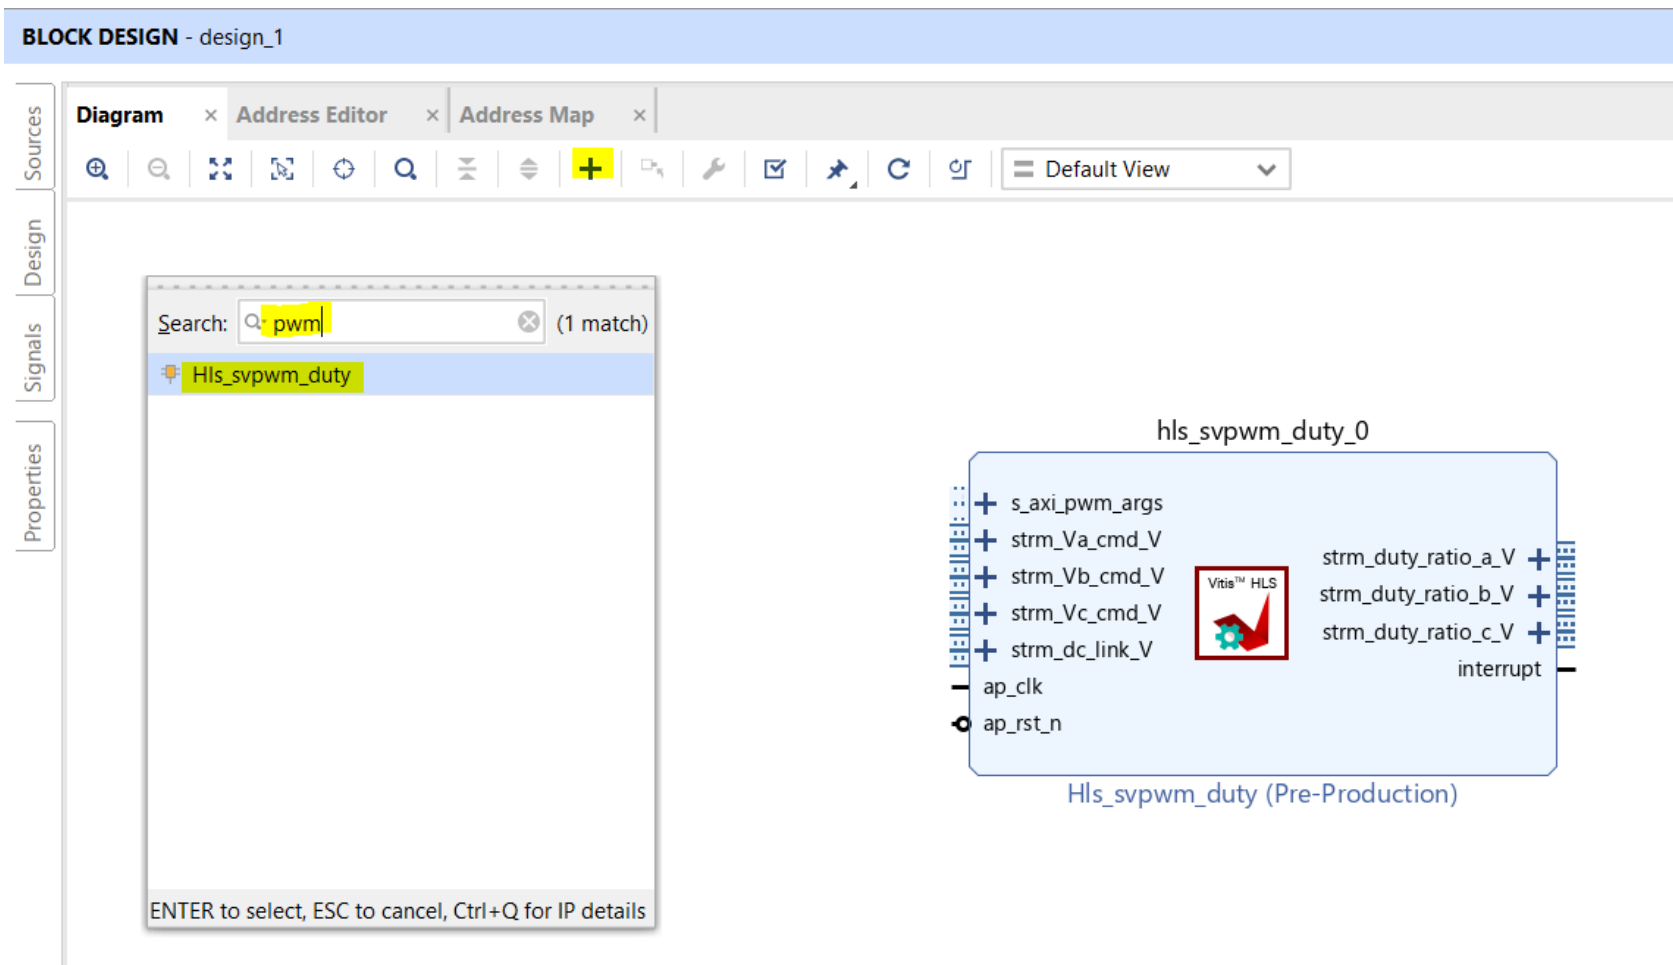 BLOCK DESIGN - design_1
Sources
Design
Signals
Properties
Diagram × Address Editor × Address Map ×
Default View
Search: pwm (1 match)
Hls_svpwm_duty
ENTER to select, ESC to cancel, Ctrl+Q for IP details
hls_svpwm_duty_0
s_axi_pwm_args
strm_Va_cmd_V
strm_Vb_cmd_V
strm_Vc_cmd_V
strm_dc_link_V
ap_clk
ap_rst_n
Vitis™ HLS
strm_duty_ratio_a_V
strm_duty_ratio_b_V
strm_duty_ratio_c_V
interrupt
Hls_svpwm_duty (Pre-Production)